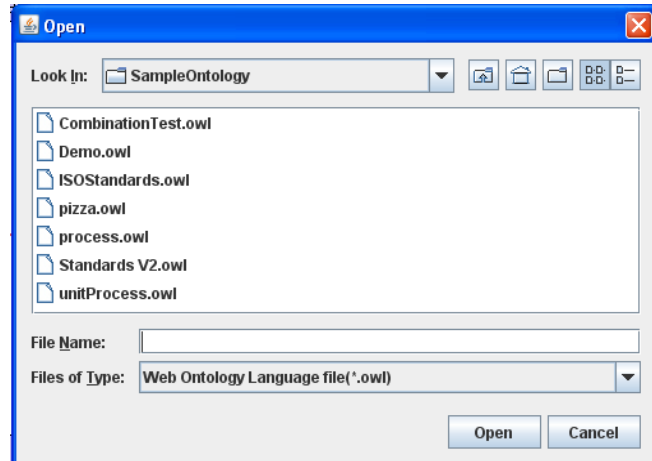 Open
Look In: SampleOntology
CombinationTest.owl
Demo.owl
ISOStandards.owl
pizza.owl
process.owl
Standards V2.owl
unitProcess.owl
File Name:
Files of Type: Web Ontology Language file(*.owl)
Open Cancel